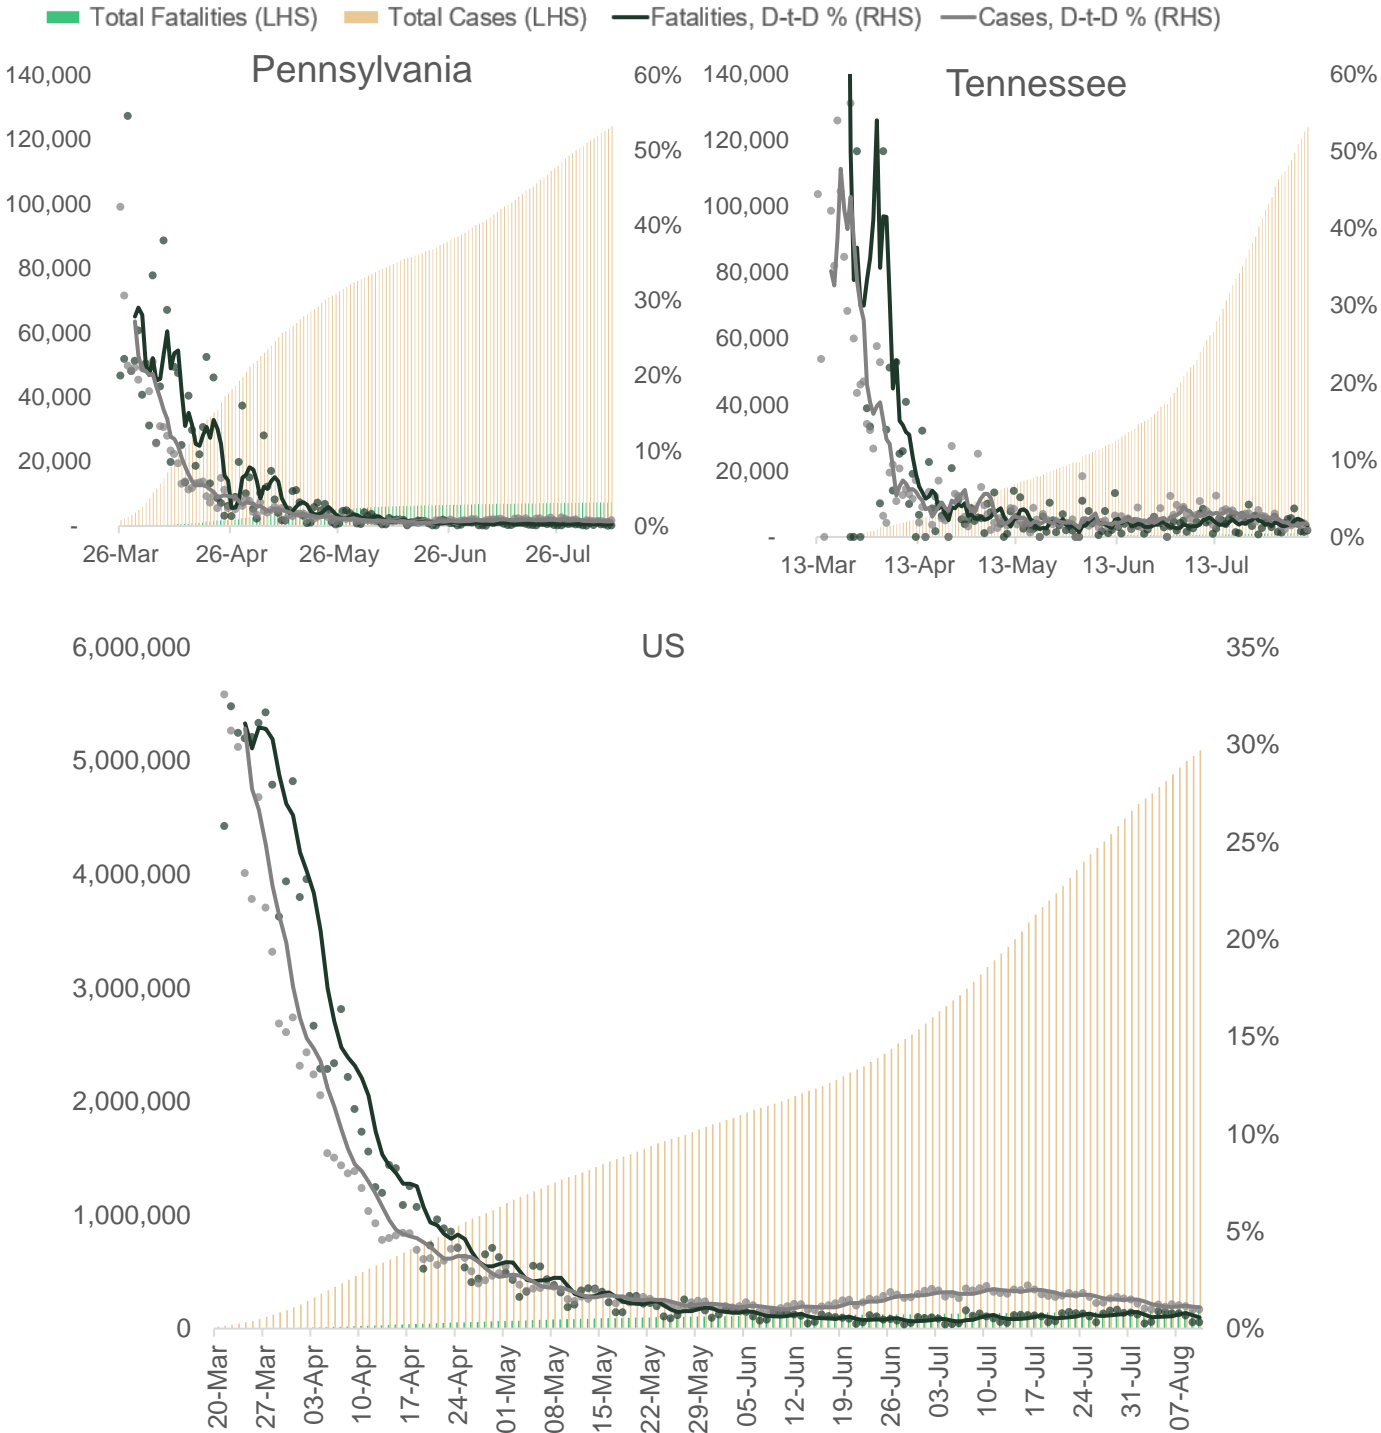 Total Fatalities (LHS) Total Cases (LHS) Fatalities, D-t-D % (RHS) Cases, D-t-D % (RHS)
Pennsylvania
140,000
120,000
100,000
80,000
60,000
40,000
20,000
-
60%
50%
40%
30%
20%
10%
0%
26-Mar 26-Apr 26-May 26-Jun 26-Jul
Tennessee
140,000
120,000
100,000
80,000
60,000
40,000
20,000
-
60%
50%
40%
30%
20%
10%
0%
13-Mar 13-Apr 13-May 13-Jun 13-Jul
US
6,000,000
5,000,000
4,000,000
3,000,000
2,000,000
1,000,000
0
35%
30%
25%
20%
15%
10%
5%
0%
20-Mar
27-Mar
03-Apr
10-Apr
17-Apr
24-Apr
01-May
08-May
15-May
22-May
29-May
05-Jun
12-Jun
19-Jun
26-Jun
03-Jul
10-Jul
17-Jul
24-Jul
31-Jul
07-Aug